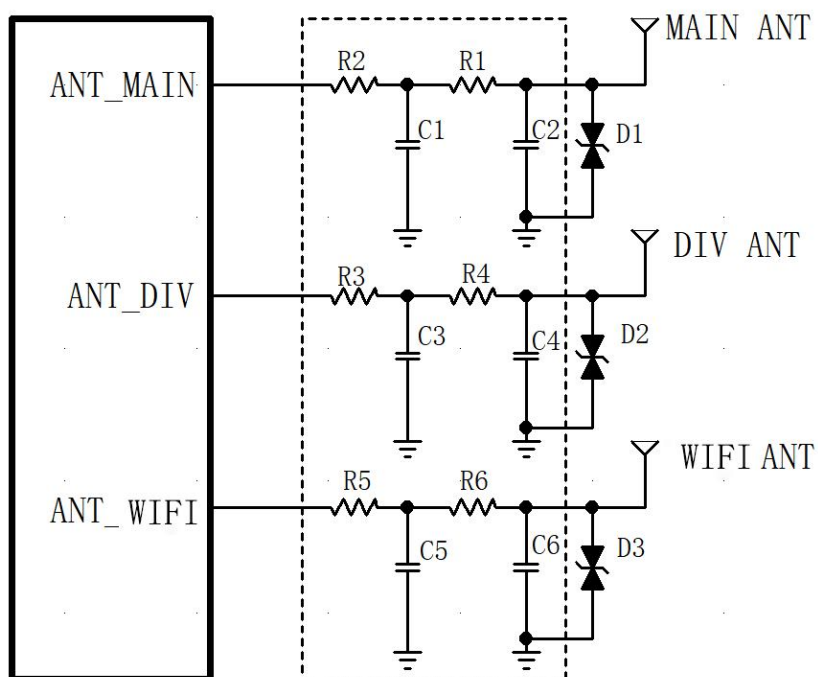 MAIN ANT
R2 R1
ANT_MAIN
C1 C2 D1
DIV ANT
R3 R4
ANT_DIV
C3 C4 D2
WIFI ANT
R5 R6
ANT_WIFI
C5 C6 D3